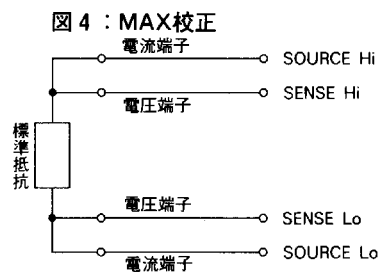 図4：MAX校正
電流端子
SOURCE Hi
電圧端子
SENSE Hi
標準抵抗
電圧端子
SENSE Lo
電流端子
SOURCE Lo